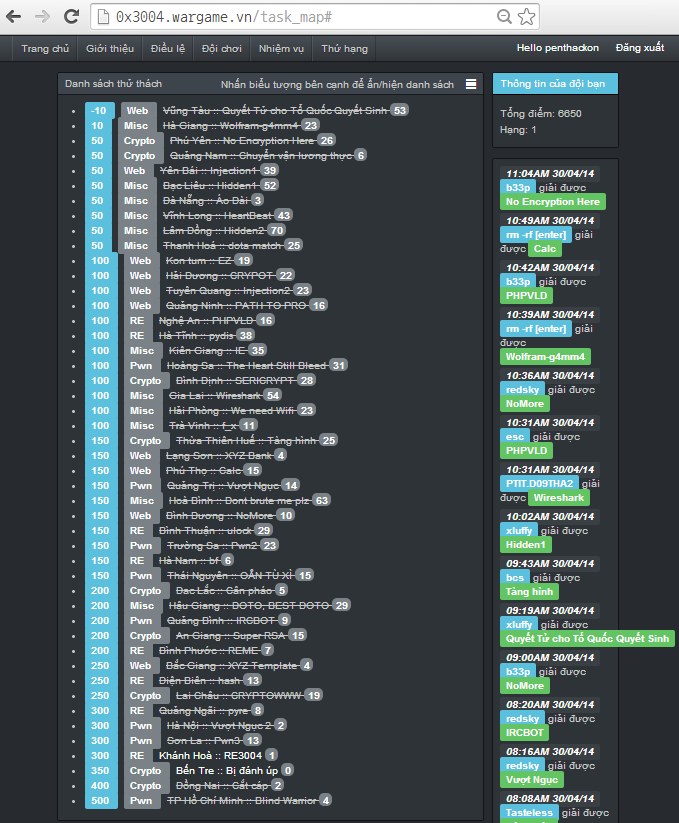 0x3004.wargame.vn/task_map#
Trang chủ Giới thiệu Điều lệ Đội chơi Nhiệm vụ Thứ hạng Hello penthackon Đăng xuất
Danh sách thử thách Nhấn biểu tượng bên cạnh để ẩn/hiện danh sách
-10 Web Vũng Tàu :: Quyết Tử cho Tổ Quốc Quyết Sinh 53
10 Misc Hà Giang :: Wolfram-g4mm4 23
50 Crypto Phú Yên :: No Encryption Here 26
50 Crypto Quảng Nam :: Chuyển vận lương thực 6
50 Web Yên Bái :: Injection1 39
50 Misc Bạc Liêu :: Hidden1 52
50 Misc Đà Nẵng :: Áo Dài 3
50 Misc Vĩnh Long :: HeartBeat 43
50 Misc Lâm Đồng :: Hidden2 70
50 Misc Thanh Hoá :: dota match 25
100 Web Kon tum :: EZ 19
100 Web Hải Dương :: CRYPOT 22
100 Web Tuyên Quang :: Injection2 23
100 Web Quảng Ninh :: PATH TO PRO 16
100 RE Nghệ An :: PHPVLD 16
100 RE Hà Tĩnh :: pydis 38
100 Misc Kiên Giang :: IE 35
100 Pwn Hoàng Sa :: The Heart Still Bleed 31
100 Crypto Bình Định :: SERICRYPT 28
100 Misc Gia Lai :: Wireshark 54
100 Misc Hải Phòng :: We need Wifi 23
100 Misc Trà Vinh :: f_x 11
150 Crypto Thừa Thiên Huế :: Tàng hình 25
150 Web Lạng Sơn :: XYZ Bank 4
150 Web Phú Thọ :: Calc 15
150 Pwn Quảng Trị :: Vượt Ngục 14
150 Misc Hoà Bình :: Dont brute me plz 63
150 Web Bình Dương :: NoMore 10
150 RE Bình Thuận :: ulock 29
150 Pwn Trường Sa :: Pwn2 23
150 RE Hà Nam :: bf 6
150 Pwn Thái Nguyên :: OẲN TÙ XÌ 15
200 Crypto Đac Lắc :: Cân pháo 5
200 Misc Hậu Giang :: DOTO, BEST DOTO 29
200 Pwn Quảng Bình :: IRCBOT 9
200 Crypto An Giang :: Super RSA 15
200 RE Bình Phước :: REME 7
250 Web Bắc Giang :: XYZ Template 4
250 RE Điện Biên :: hash 13
250 Crypto Lai Châu :: CRYPTOWWW 19
300 RE Quảng Ngãi :: pyre 8
300 Pwn Hà Nội :: Vượt Ngục 2 2
300 Pwn Sơn La :: Pwn3 13
300 RE Khánh Hoà :: RE3004 1
350 Crypto Bến Tre :: Bị đánh úp 0
400 Crypto Đồng Nai :: Cắt cáp 2
500 Pwn TP Hồ Chí Minh :: Blind Warrior 4
Thông tin của đội bạn
Tổng điểm: 6650
Hạng: 1
11:04AM 30/04/14
b33p giải được
No Encryption Here
10:49AM 30/04/14
rm -rf [enter] giải
được Calc
10:42AM 30/04/14
b33p giải được
PHPVLD
10:39AM 30/04/14
rm -rf [enter] giải
được
Wolfram-g4mm4
10:36AM 30/04/14
redsky giải được
NoMore
10:31AM 30/04/14
esc giải được
PHPVLD
10:31AM 30/04/14
PTIT.D09THA2 giải
được Wireshark
10:02AM 30/04/14
xluffy giải được
Hidden1
09:43AM 30/04/14
bcs giải được
Tàng hình
09:19AM 30/04/14
xluffy giải được
Quyết Tử cho Tổ Quốc Quyết Sinh
09:00AM 30/04/14
b33p giải được
NoMore
08:20AM 30/04/14
redsky giải được
IRCBOT
08:16AM 30/04/14
redsky giải được
Vượt Ngục
08:08AM 30/04/14
Tasteless giải được